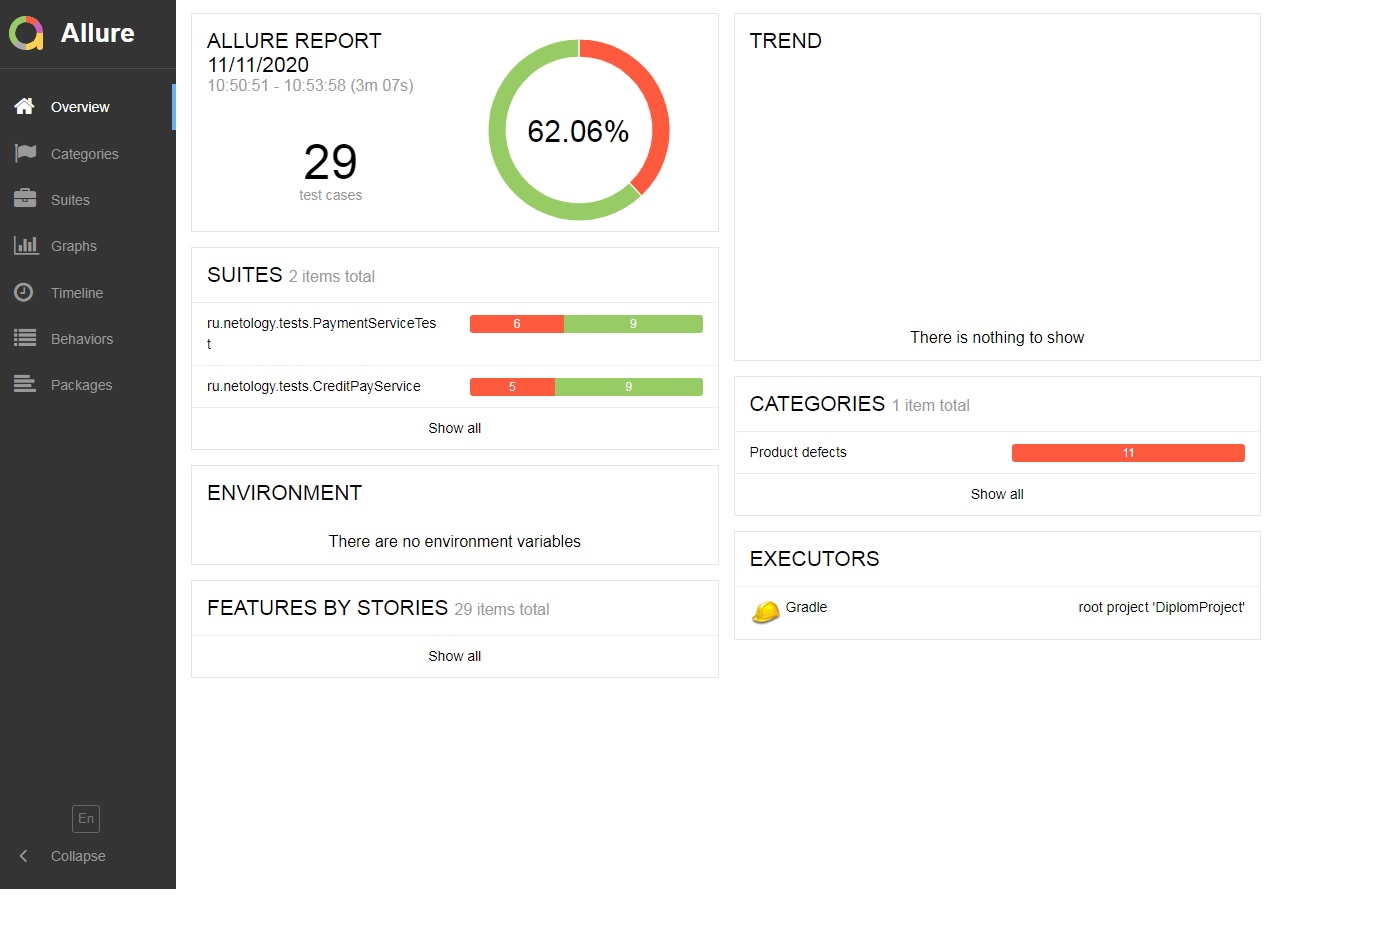 Allure
Overview
Categories
Suites
Graphs
Timeline
Behaviors
Packages
En
Collapse
ALLURE REPORT
11/11/2020
10:50:51 - 10:53:58 (3m 07s)
29
test cases
62.06%
SUITES 2 items total
ru.netology.tests.PaymentServiceTes
t
6 9
ru.netology.tests.CreditPayService 5 9
Show all
ENVIRONMENT
There are no environment variables
FEATURES BY STORIES 29 items total
Show all
TREND
There is nothing to show
CATEGORIES 1 item total
Product defects 11
Show all
EXECUTORS
Gradle root project 'DiplomProject'